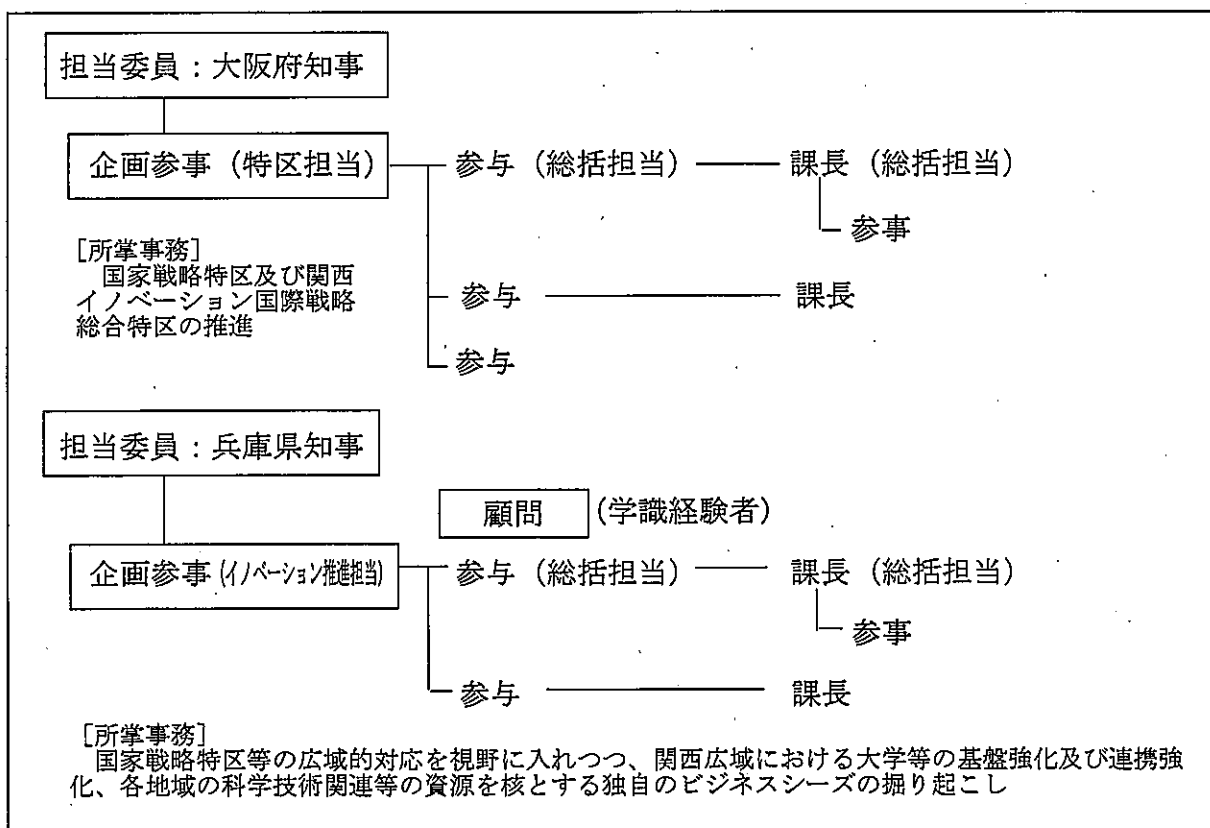 担当委員：大阪府知事
企画参事（特区担当） 参与（総括担当） 課長（総括担当）
参事
［所掌事務］
国家戦略特区及び関西
イノベーション国際戦略
総合特区の推進
参与 課長
参与
担当委員：兵庫県知事
顧問 （学識経験者）
企画参事（イノベーション推進担当） 参与（総括担当） 課長（総括担当）
参事
参与 課長
［所掌事務］
国家戦略特区等の広域的対応を視野に入れつつ、関西広域における大学等の基盤強化及び連携強
化、各地域の科学技術関連等の資源を核とする独自のビジネスシーズの掘り起こし